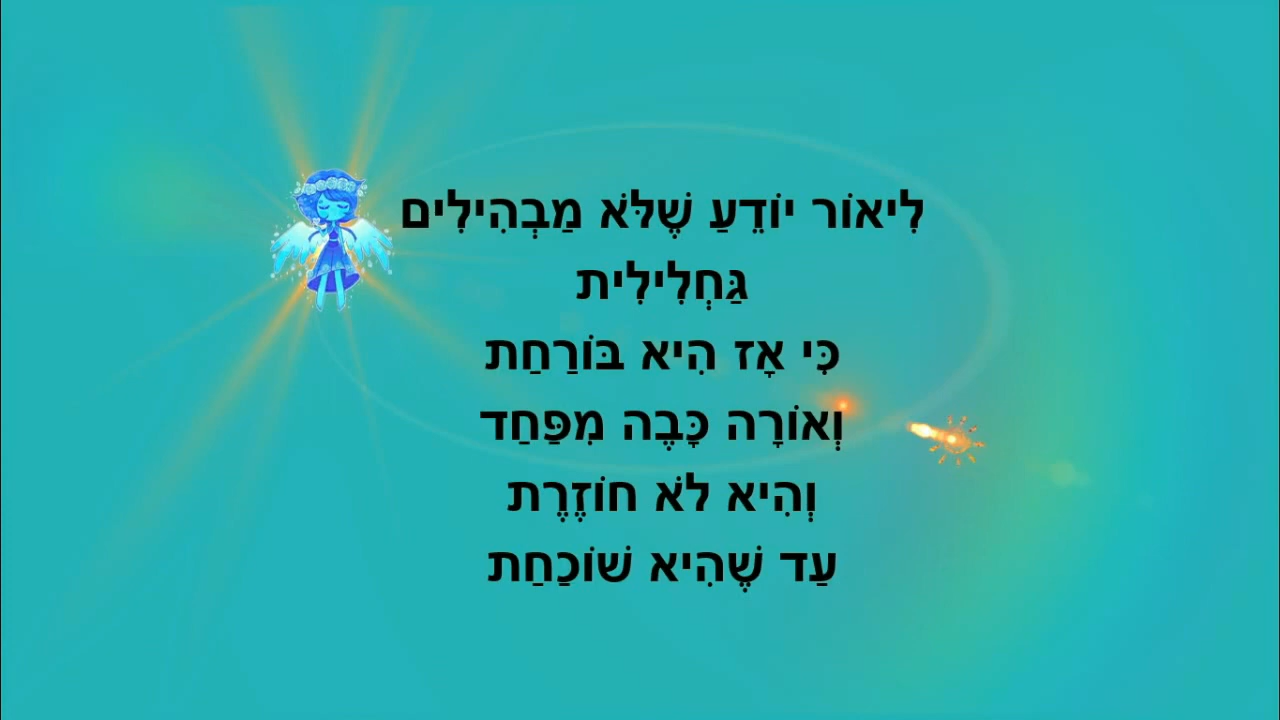 לִיאוֹר יוֹדֵעַ שֶׁלֹּא מַבְהִילִים
גַּחְלִילִית
כִּי אָז הִיא בּוֹרַחַת
וְאוֹרָה כָּבֶה מִפַּחַד
וְהִיא לֹא חוֹזֶרֶת
עַד שֶׁהִיא שׁוֹכַחַת